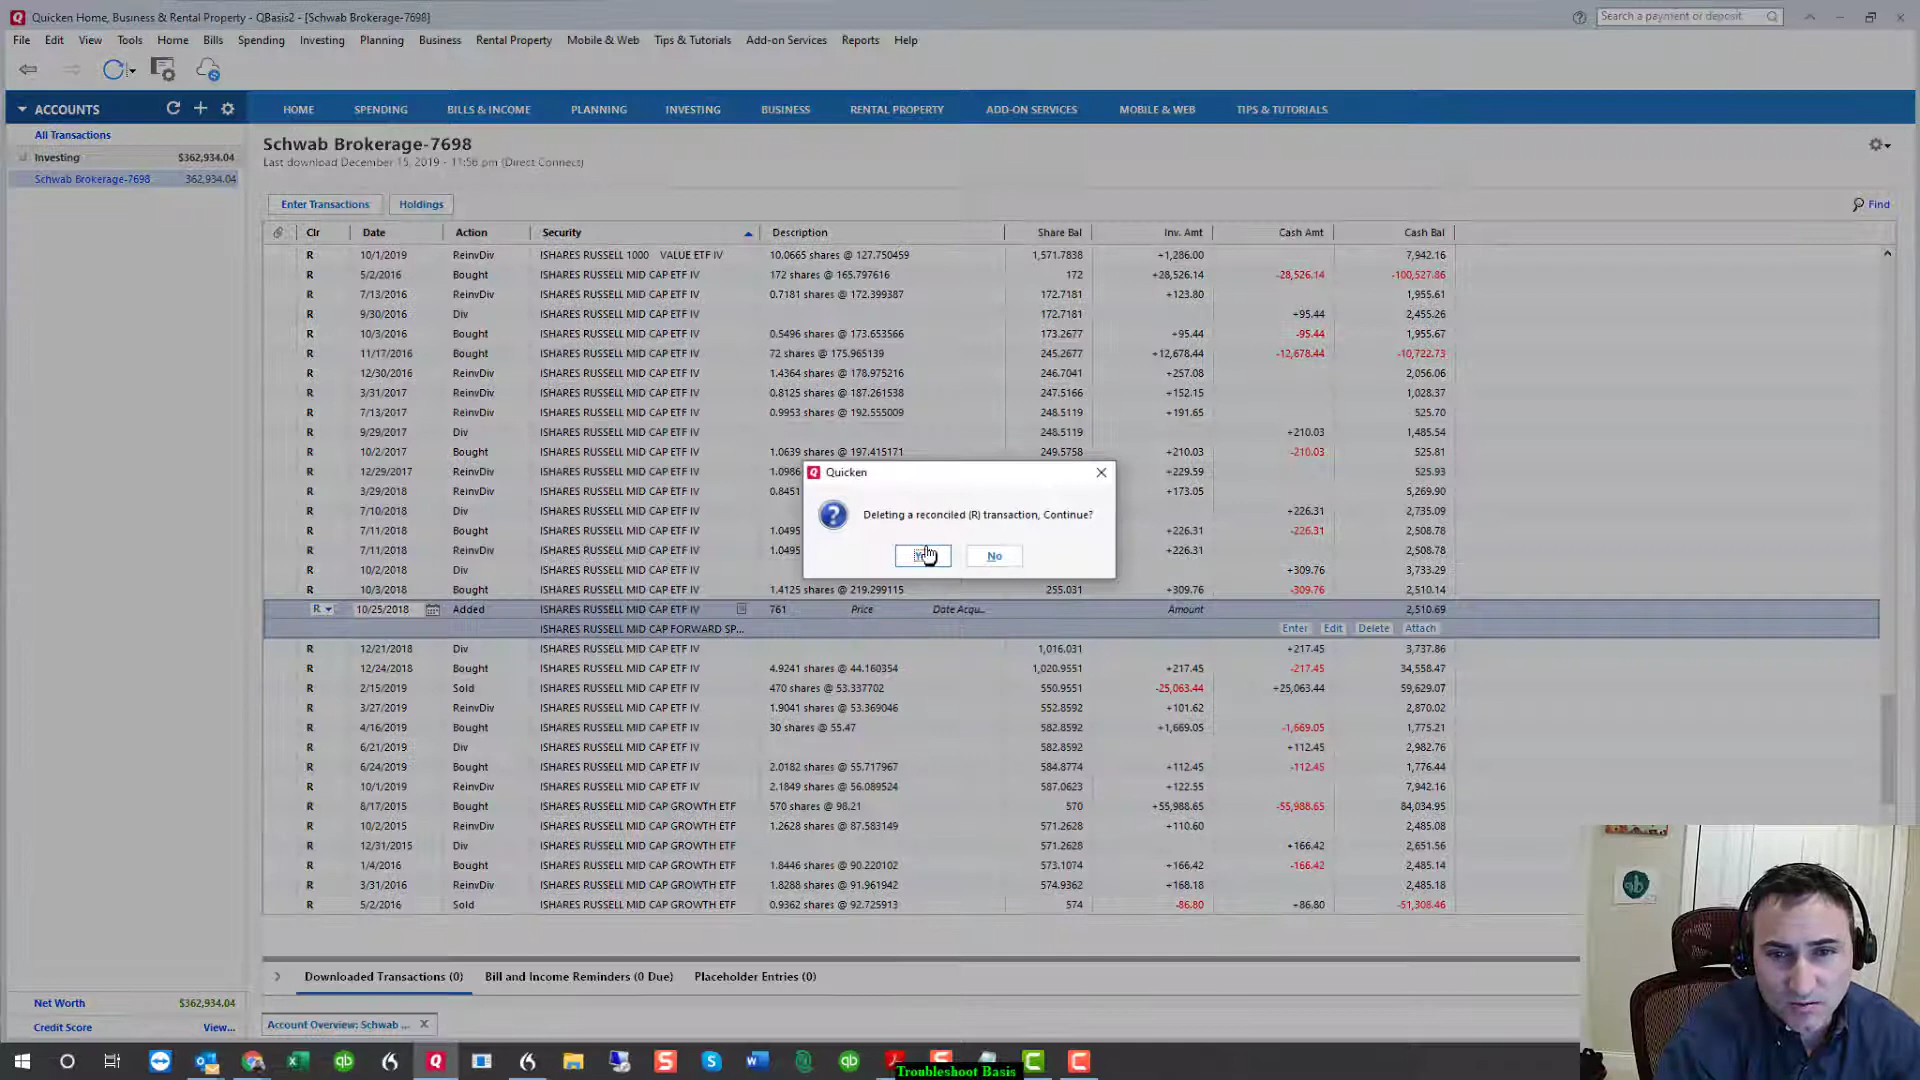 Quicken Home, Business & Rental Property - QBasis2 - [Schwab Brokerage-7698]
Search a payment or deposit
File Edit View Tools Home Bills Spending Investing Planning Business Rental Property Mobile & Web Tips & Tutorials Add-on Services Reports Help
ACCOUNTS
HOME SPENDING BILLS & INCOME PLANNING INVESTING BUSINESS RENTAL PROPERTY ADD-ON SERVICES MOBILE & WEB TIPS & TUTORIALS
All Transactions
Investing $362,934.04
Schwab Brokerage-7698 362,934.04
Schwab Brokerage-7698
Last download December 15, 2019 - 11:56 pm (Direct Connect)
Enter Transactions Holdings Find
Clr Date Action Security Description Share Bal Inv. Amt Cash Amt Cash Bal
R 10/1/2019 ReinvDiv ISHARES RUSSELL 1000 VALUE ETF IV 10.0665 shares @ 127.750459 1,571.7838 +1,286.00 7,942.16
R 5/2/2016 Bought ISHARES RUSSELL MID CAP ETF IV 172 shares @ 165.797616 172 +28,526.14 -28,526.14 -100,527.86
R 7/13/2016 ReinvDiv ISHARES RUSSELL MID CAP ETF IV 0.7181 shares @ 172.399387 172.7181 +123.80 1,955.61
R 9/30/2016 Div ISHARES RUSSELL MID CAP ETF IV 172.7181 +95.44 2,455.26
R 10/3/2016 Bought ISHARES RUSSELL MID CAP ETF IV 0.5496 shares @ 173.653566 173.2677 +95.44 -95.44 1,955.67
R 11/17/2016 Bought ISHARES RUSSELL MID CAP ETF IV 72 shares @ 175.965139 245.2677 +12,678.44 -12,678.44 -10,722.73
R 12/30/2016 ReinvDiv ISHARES RUSSELL MID CAP ETF IV 1.4364 shares @ 178.975216 246.7041 +257.08 2,056.06
R 3/31/2017 ReinvDiv ISHARES RUSSELL MID CAP ETF IV 0.8125 shares @ 187.261538 247.5166 +152.15 1,028.37
R 7/13/2017 ReinvDiv ISHARES RUSSELL MID CAP ETF IV 0.9953 shares @ 192.555009 248.5119 +191.65 525.70
R 9/29/2017 Div ISHARES RUSSELL MID CAP ETF IV 248.5119 +210.03 1,485.54
R 10/2/2017 Bought ISHARES RUSSELL MID CAP ETF IV 1.0639 shares @ 197.415171 249.5758 +210.03 -210.03 525.81
R 12/29/2017 ReinvDiv ISHARES RUSSELL MID CAP ETF IV 1.0986 +229.59 525.93
R 3/29/2018 ReinvDiv ISHARES RUSSELL MID CAP ETF IV 0.8451 +173.05 5,269.90
R 7/10/2018 Div ISHARES RUSSELL MID CAP ETF IV +226.31 2,735.09
R 7/11/2018 Bought ISHARES RUSSELL MID CAP ETF IV 1.0495 +226.31 -226.31 2,508.78
R 7/11/2018 ReinvDiv ISHARES RUSSELL MID CAP ETF IV 1.0495 +226.31 2,508.78
R 10/2/2018 Div ISHARES RUSSELL MID CAP ETF IV +309.76 3,733.29
R 10/3/2018 Bought ISHARES RUSSELL MID CAP ETF IV 1.4125 shares @ 219.299115 255.031 +309.76 -309.76 2,510.14
R 10/25/2018 Added ISHARES RUSSELL MID CAP ETF IV 761 Price Date Acqu... Amount 2,510.69
ISHARES RUSSELL MID CAP FORWARD SP... Enter Edit Delete Attach
R 12/21/2018 Div ISHARES RUSSELL MID CAP ETF IV 1,016.031 +217.45 3,737.86
R 12/24/2018 Bought ISHARES RUSSELL MID CAP ETF IV 4.9241 shares @ 44.160354 1,020.9551 +217.45 -217.45 34,558.47
R 2/15/2019 Sold ISHARES RUSSELL MID CAP ETF IV 470 shares @ 53.337702 550.9551 -25,063.44 +25,063.44 59,629.07
R 3/27/2019 ReinvDiv ISHARES RUSSELL MID CAP ETF IV 1.9041 shares @ 53.369046 552.8592 +101.62 2,870.02
R 4/16/2019 Bought ISHARES RUSSELL MID CAP ETF IV 30 shares @ 55.47 582.8592 +1,669.05 -1,669.05 1,775.21
R 6/21/2019 Div ISHARES RUSSELL MID CAP ETF IV 582.8592 +112.45 2,982.76
R 6/24/2019 Bought ISHARES RUSSELL MID CAP ETF IV 2.0182 shares @ 55.717967 584.8774 +112.45 -112.45 1,776.44
R 10/1/2019 ReinvDiv ISHARES RUSSELL MID CAP ETF IV 2.1849 shares @ 56.089524 587.0623 +122.55 7,942.16
R 8/17/2015 Bought ISHARES RUSSELL MID CAP GROWTH ETF 570 shares @ 98.21 570 +55,988.65 -55,988.65 84,034.95
R 10/2/2015 ReinvDiv ISHARES RUSSELL MID CAP GROWTH ETF 1.2628 shares @ 87.583149 571.2628 +110.60 2,485.08
R 12/31/2015 Div ISHARES RUSSELL MID CAP GROWTH ETF 571.2628 +166.42 2,651.56
R 1/4/2016 Bought ISHARES RUSSELL MID CAP GROWTH ETF 1.8446 shares @ 90.220102 573.1074 +166.42 -166.42 2,485.14
R 3/31/2016 ReinvDiv ISHARES RUSSELL MID CAP GROWTH ETF 1.8288 shares @ 91.961942 574.9362 +168.18 2,485.18
R 5/2/2016 Sold ISHARES RUSSELL MID CAP GROWTH ETF 0.9362 shares @ 92.725913 574 -86.80 +86.80 -51,308.46
Quicken
Deleting a reconciled (R) transaction, Continue?
No
Downloaded Transactions (0) Bill and Income Reminders (0 Due) Placeholder Entries (0)
Net Worth $362,934.04
Credit Score View...
Account Overview: Schwab ...
Troubleshoot Basis